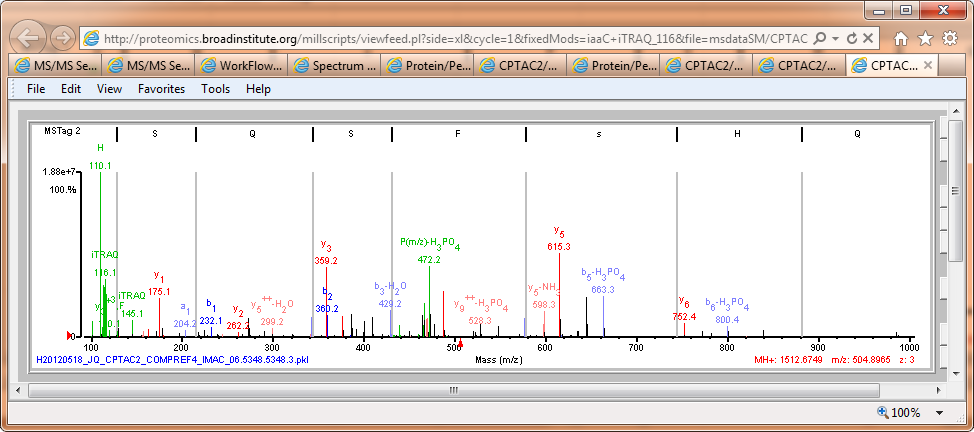 http://proteomics.broadinstitute.org/millscripts/viewfeed.pl?side=xl&cycle=1&fixedMods=iaaC+iTRAQ_116&file=msdataSM/CPTAC
MS/MS Se... MS/MS Se... WorkFlow... Spectrum ... Protein/Pe... CPTAC2/... Protein/Pe... CPTAC2/... CPTAC2/... CPTAC...
File Edit View Favorites Tools Help
MSTag 2
S Q S F s H Q
1.88e+7
100.%
0
H
110.1
iTRAQ
116.1
iTRAQ
145.1
F
y1
175.1
a1
204.2
b1
232.1
y2
262.2
y5++-H2O
299.2
y3
359.2
b2
360.2
b3-H2O
429.2
P(m/z)-H3PO4
472.2
y9++-H3PO4
528.3
y5-NH3
598.3
y5
615.3
b5-H3PO4
663.3
y6
752.4
b6-H3PO4
800.4
100 200 300 400 500 600 700 800 900 1000
Mass (m/z)
H20120518_JQ_CPTAC2_COMPREF4_IMAC_06.5348.5348.3.pkl
MH+: 1512.6749 m/z: 504.8965 z: 3
100%